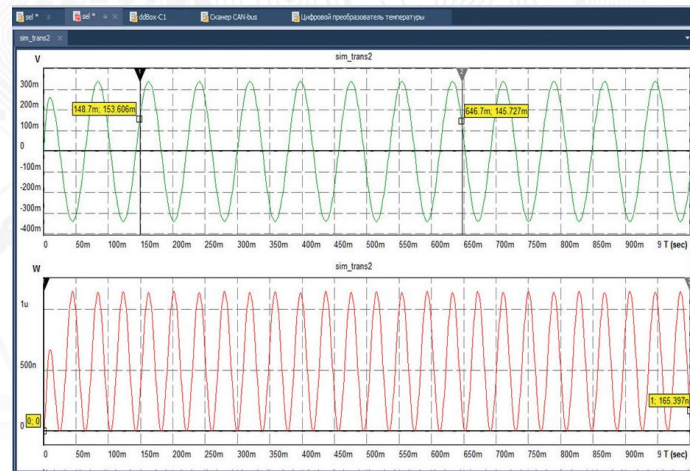 sel *
sel *
ddBox-C1
Сканер CAN-bus
Цифровой преобразователь температуры
sim_trans2
V
sim_trans2
300m
200m
100m
0
-100m
-200m
-300m
-400m
148.7m; 153.606m
646.7m; 145.727m
0 50m 100m 150m 200m 250m 300m 350m 400m 450m 500m 550m 600m 650m 700m 750m 800m 850m 900m 9 T (sec)
W
sim_trans2
1u
500n
0
0; 0
1; 165.397n
0 50m 100m 150m 200m 250m 300m 350m 400m 450m 500m 550m 600m 650m 700m 750m 800m 850m 900m 9 T (sec)